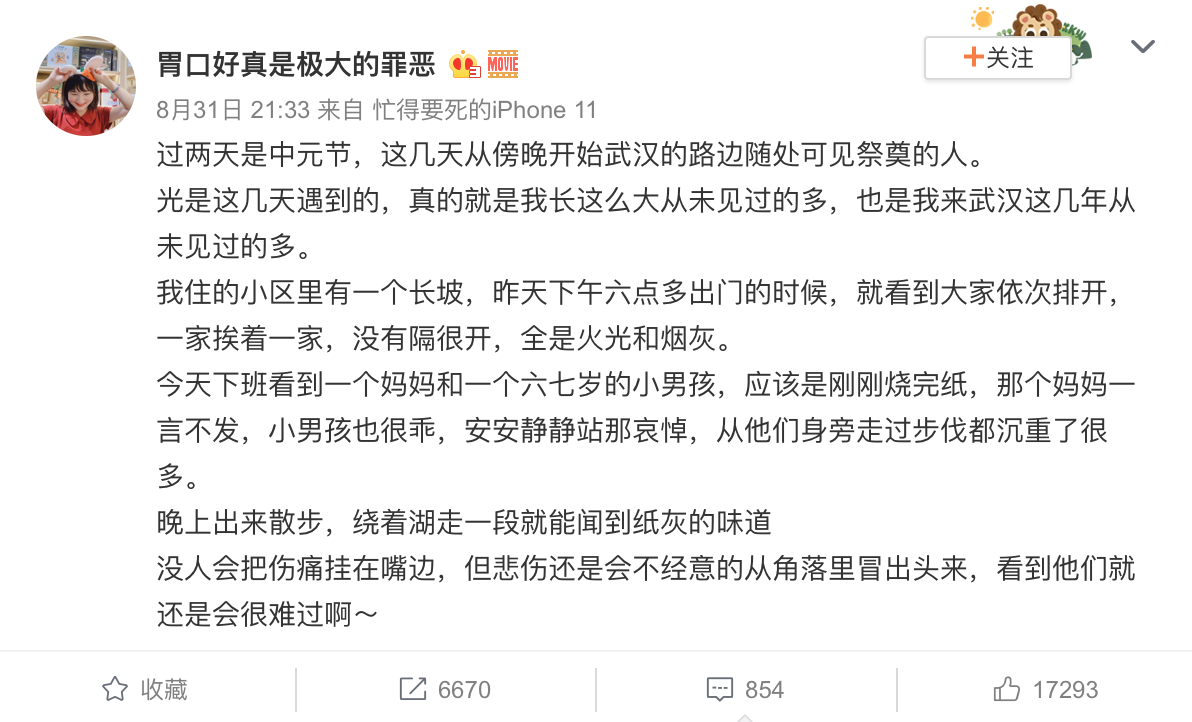 胃口好真是极大的罪恶 MOVIE
+关注
8月31日 21:33 来自 忙得要死的iPhone 11
过两天是中元节，这几天从傍晚开始武汉的路边随处可见祭奠的人。
光是这几天遇到的，真的就是我长这么大从未见过的多，也是我来武汉这几年从
未见过的多。
我住的小区里有一个长坡，昨天下午六点多出门的时候，就看到大家依次排开，
一家挨着一家，没有隔很开，全是火光和烟灰。
今天下班看到一个妈妈和一个六七岁的小男孩，应该是刚刚烧完纸，那个妈妈一
言不发，小男孩也很乖，安安静静站那哀悼，从他们身旁走过步伐都沉重了很
多。
晚上出来散步，绕着湖走一段就能闻到纸灰的味道
没人会把伤痛挂在嘴边，但悲伤还是会不经意的从角落里冒出头来，看到他们就
还是会很难过啊～
收藏 6670 854 17293